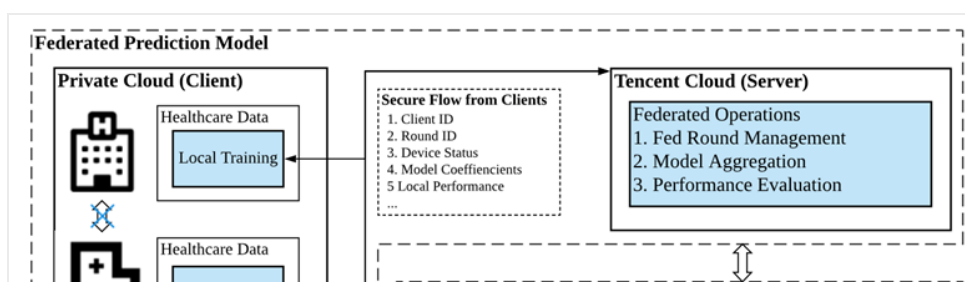 Federated Prediction Model
Private Cloud (Client)
H
Healthcare Data
Local Training
Healthcare Data
Secure Flow from Clients
1. Client ID
2. Round ID
3. Device Status
4. Model Coeffiencients
5 Local Performance
...
Tencent Cloud (Server)
Federated Operations
1. Fed Round Management
2. Model Aggregation
3. Performance Evaluation